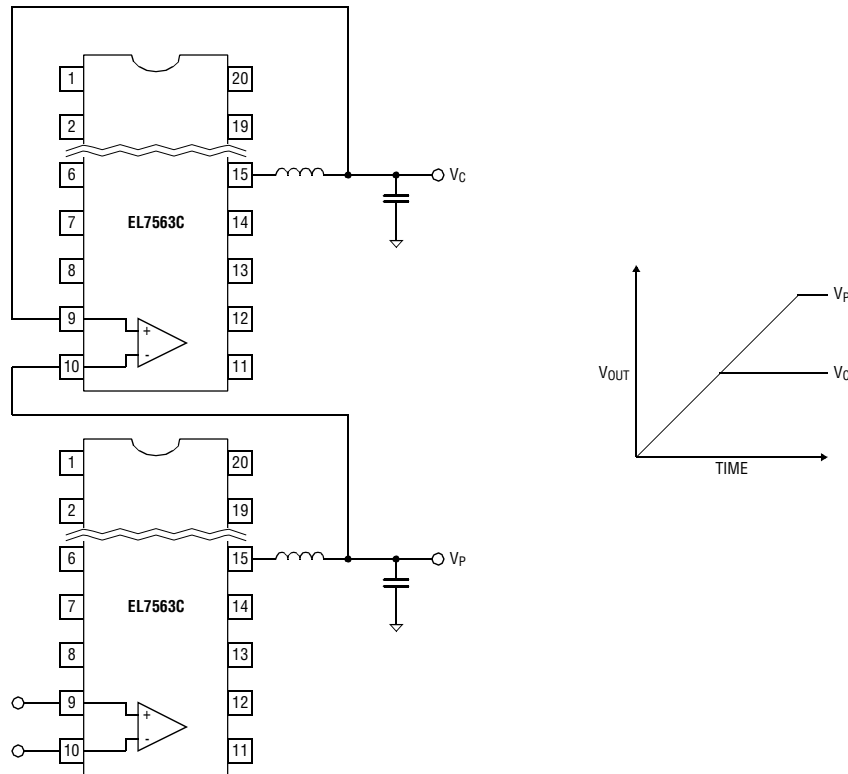 1 20
2 19
6 15 VC
7 EL7563C 14
8 13
9 + 12
10 - 11
1 20
2 19
6 15 VP
7 EL7563C 14
8 13
9 + 12
10 - 11
VP
VOUT VC
TIME